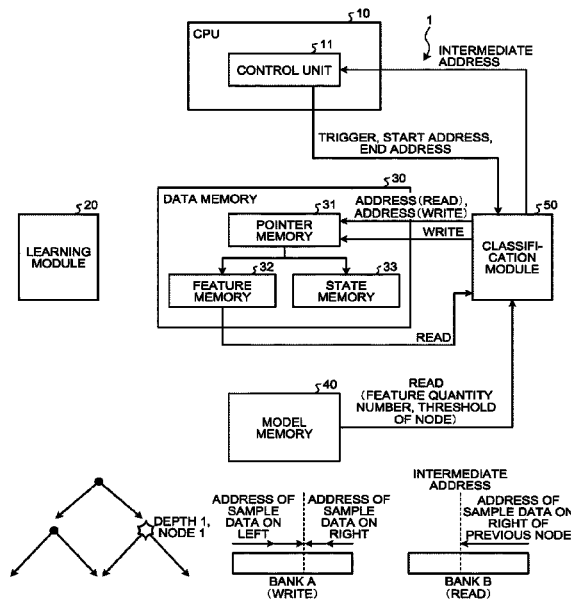 10
CPU
11
CONTROL UNIT
1
INTERMEDIATE
ADDRESS
TRIGGER, START ADDRESS,
END ADDRESS
20
LEARNING
MODULE
30
DATA MEMORY
31
POINTER
MEMORY
ADDRESS (READ),
ADDRESS (WRITE)
WRITE
50
CLASSIFI-
CATION
MODULE
32
FEATURE
MEMORY
33
STATE MEMORY
READ
40
MODEL
MEMORY
READ
(FEATURE QUANTITY
NUMBER, THRESHOLD
OF NODE)
DEPTH 1,
NODE 1
ADDRESS OF
SAMPLE
DATA ON
LEFT
ADDRESS OF
SAMPLE
DATA ON
RIGHT
BANK A
(WRITE)
INTERMEDIATE
ADDRESS
ADDRESS OF
SAMPLE DATA ON
RIGHT OF
PREVIOUS NODE
BANK B
(READ)